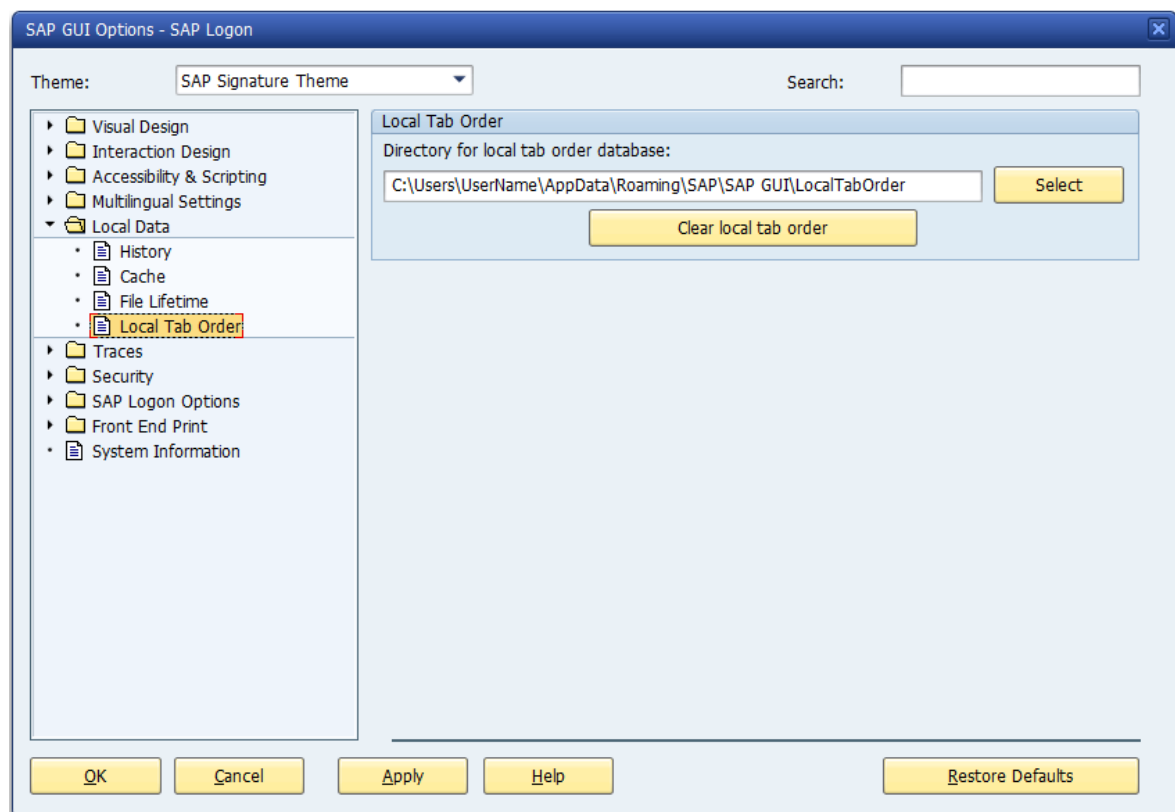 SAP GUI Options - SAP Logon
Theme: SAP Signature Theme Search:
Visual Design
Interaction Design
Accessibility & Scripting
Multilingual Settings
Local Data
History
Cache
File Lifetime
Local Tab Order
Traces
Security
SAP Logon Options
Front End Print
System Information
Local Tab Order
Directory for local tab order database:
C:\Users\UserName\AppData\Roaming\SAP\SAP GUI\LocalTabOrder Select
Clear local tab order
OK Cancel Apply Help Restore Defaults